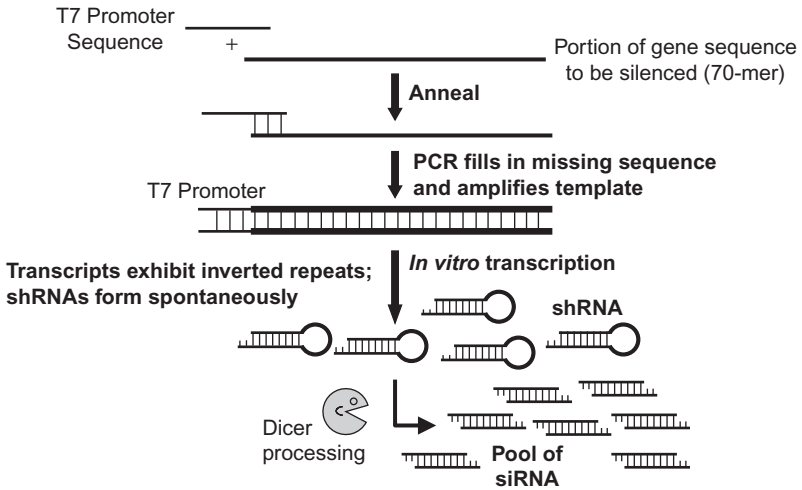 T7 Promoter
Sequence
+
Portion of gene sequence
to be silenced (70-mer)
Anneal
PCR fills in missing sequence
and amplifies template
T7 Promoter
In vitro transcription
Transcripts exhibit inverted repeats;
shRNAs form spontaneously
shRNA
Dicer
processing
Pool of
siRNA